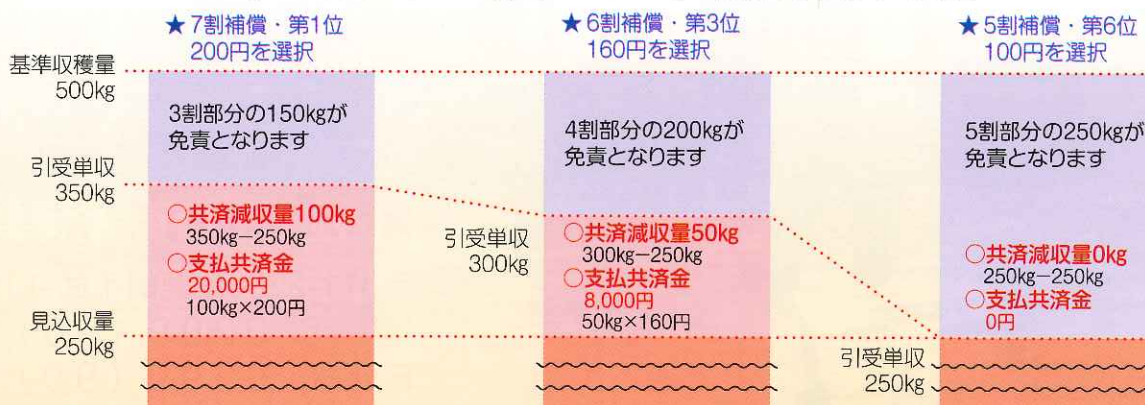 ★7割補償・第1位
200円を選択
★6割補償・第3位
160円を選択
★5割補償・第6位
100円を選択
基準収穫量
500kg
3割部分の150kgが
免責となります
4割部分の200kgが
免責となります
5割部分の250kgが
免責となります
引受単収
350kg
○共済減収量100kg
350kg−250kg
○支払共済金
20,000円
100kg×200円
引受単収
300kg
○共済減収量50kg
300kg−250kg
○支払共済金
8,000円
50kg×160円
○共済減収量0kg
250kg−250kg
○支払共済金
0円
見込収量
250kg
引受単収
250kg